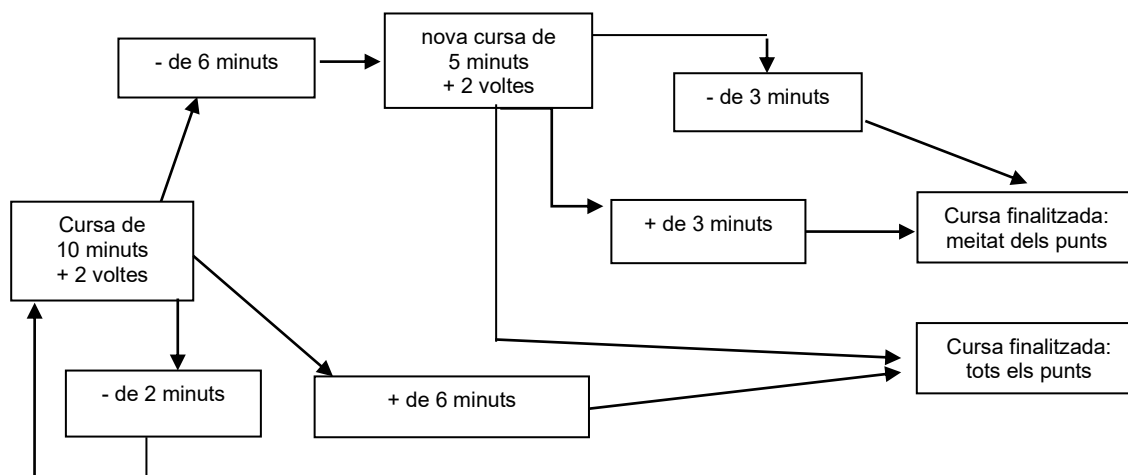 - de 6 minuts
nova cursa de
5 minuts
+ 2 voltes
- de 3 minuts
Cursa de
10 minuts
+ 2 voltes
+ de 3 minuts
Cursa finalitzada:
meitat dels punts
- de 2 minuts
+ de 6 minuts
Cursa finalitzada:
tots els punts